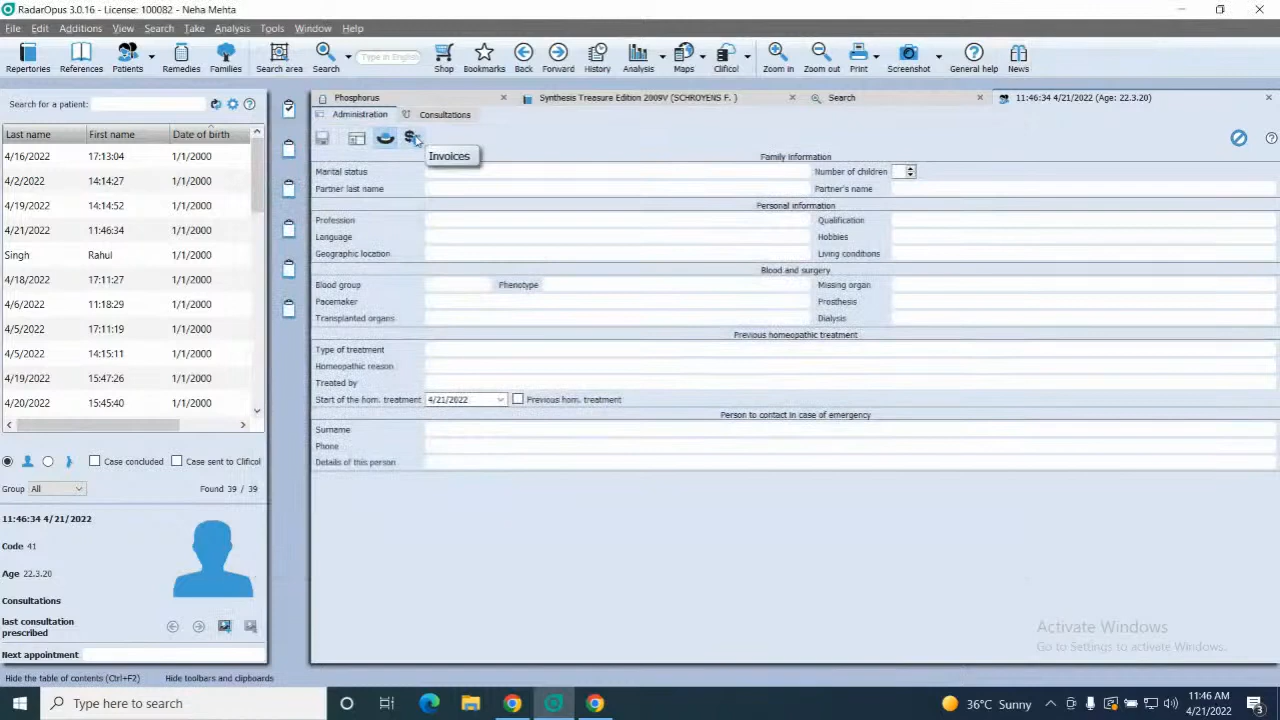 RadarOpus 3.0.16 - License: 100082 - Neha Mehta
File Edit Additions View Search Take Analysis Tools Window Help
Repertories References Patients Remedies Families Search area Search Type in English Shop Bookmarks Back Forward History Analysis Maps Clificol Zoom in Zoom out Print Screenshot General help News
Search for a patient:
Last name First name Date of birth
4/16/2022 17:13:04 1/1/2000
4/2/2022 14:14:27 1/1/2000
4/19/2022 14:14:52 1/1/2000
4/21/2022 11:46:34 1/1/2000
Singh Rahul 1/1/2000
4/18/2022 17:11:27 1/1/2000
4/6/2022 11:18:29 1/1/2000
4/5/2022 17:11:19 1/1/2000
4/5/2022 14:15:11 1/1/2000
4/19/2022 15:47:26 1/1/2000
4/20/2022 15:45:40 1/1/2000
Case concluded Case sent to Clificol
Group All Found 39 / 39
11:46:34 4/21/2022
Code 41
Age 22.3.20
Consultations
last consultation
prescribed
Next appointment
Phosphorus Synthesis Treasure Edition 2009V (SCHROYENS F. ) Search 11:46:34 4/21/2022 (Age: 22.3.20)
Administration Consultations
Invoices
Family information
Marital status Number of children
Partner last name Partner's name
Personal information
Profession Qualification
Language Hobbies
Geographic location Living conditions
Blood and surgery
Blood group Phenotype Missing organ
Pacemaker Prosthesis
Transplanted organs Dialysis
Previous homeopathic treatment
Type of treatment
Homeopathic reason
Treated by
Start of the hom. treatment 4/21/2022 Previous hom. treatment
Person to contact in case of emergency
Surname
Phone
Details of this person
Activate Windows
Go to Settings to activate Windows.
Hide the table of contents (Ctrl+F2) Hide toolbars and clipboards
Type here to search
36°C Sunny
11:46 AM
4/21/2022
3